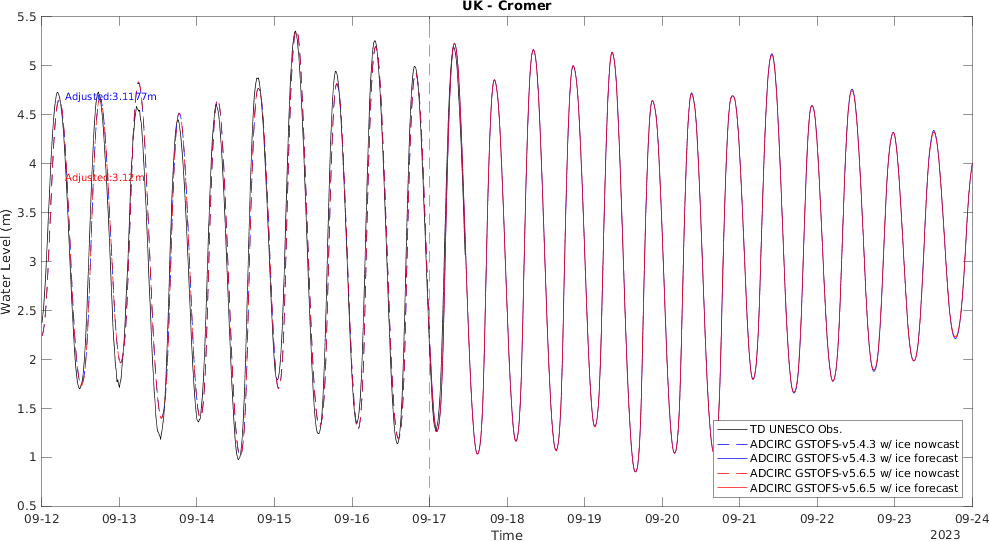 UK - Cromer
5.5
5
4.5
4
3.5
3
2.5
2
1.5
1
0.5
Water Level (m)
Adjusted:3.1177m
Adjusted:3.12m
TD UNESCO Obs.
ADCIRC GSTOFS-v5.4.3 w/ ice nowcast
ADCIRC GSTOFS-v5.4.3 w/ ice forecast
ADCIRC GSTOFS-v5.6.5 w/ ice nowcast
ADCIRC GSTOFS-v5.6.5 w/ ice forecast
09-12 09-13 09-14 09-15 09-16 09-17 09-18 09-19 09-20 09-21 09-22 09-23 09-24
Time
2023